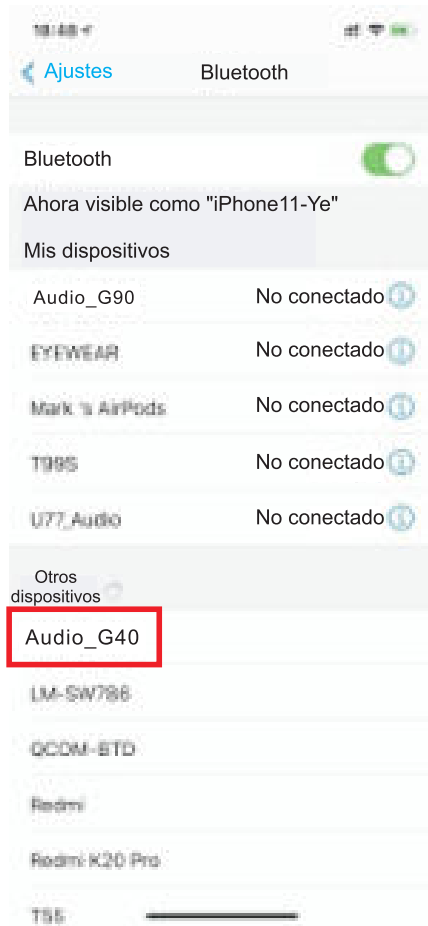 18:48
Ajustes
Bluetooth
Bluetooth
Ahora visible como "iPhone11-Ye"
Mis dispositivos
Audio_G90 No conectado
EYEWEAR No conectado
Mark 's AirPods No conectado
T99S No conectado
U77_Audio No conectado
Otros
dispositivos
Audio_G40
LM-SW786
QCOM-BTD
Redmi
Redmi K20 Pro
T55